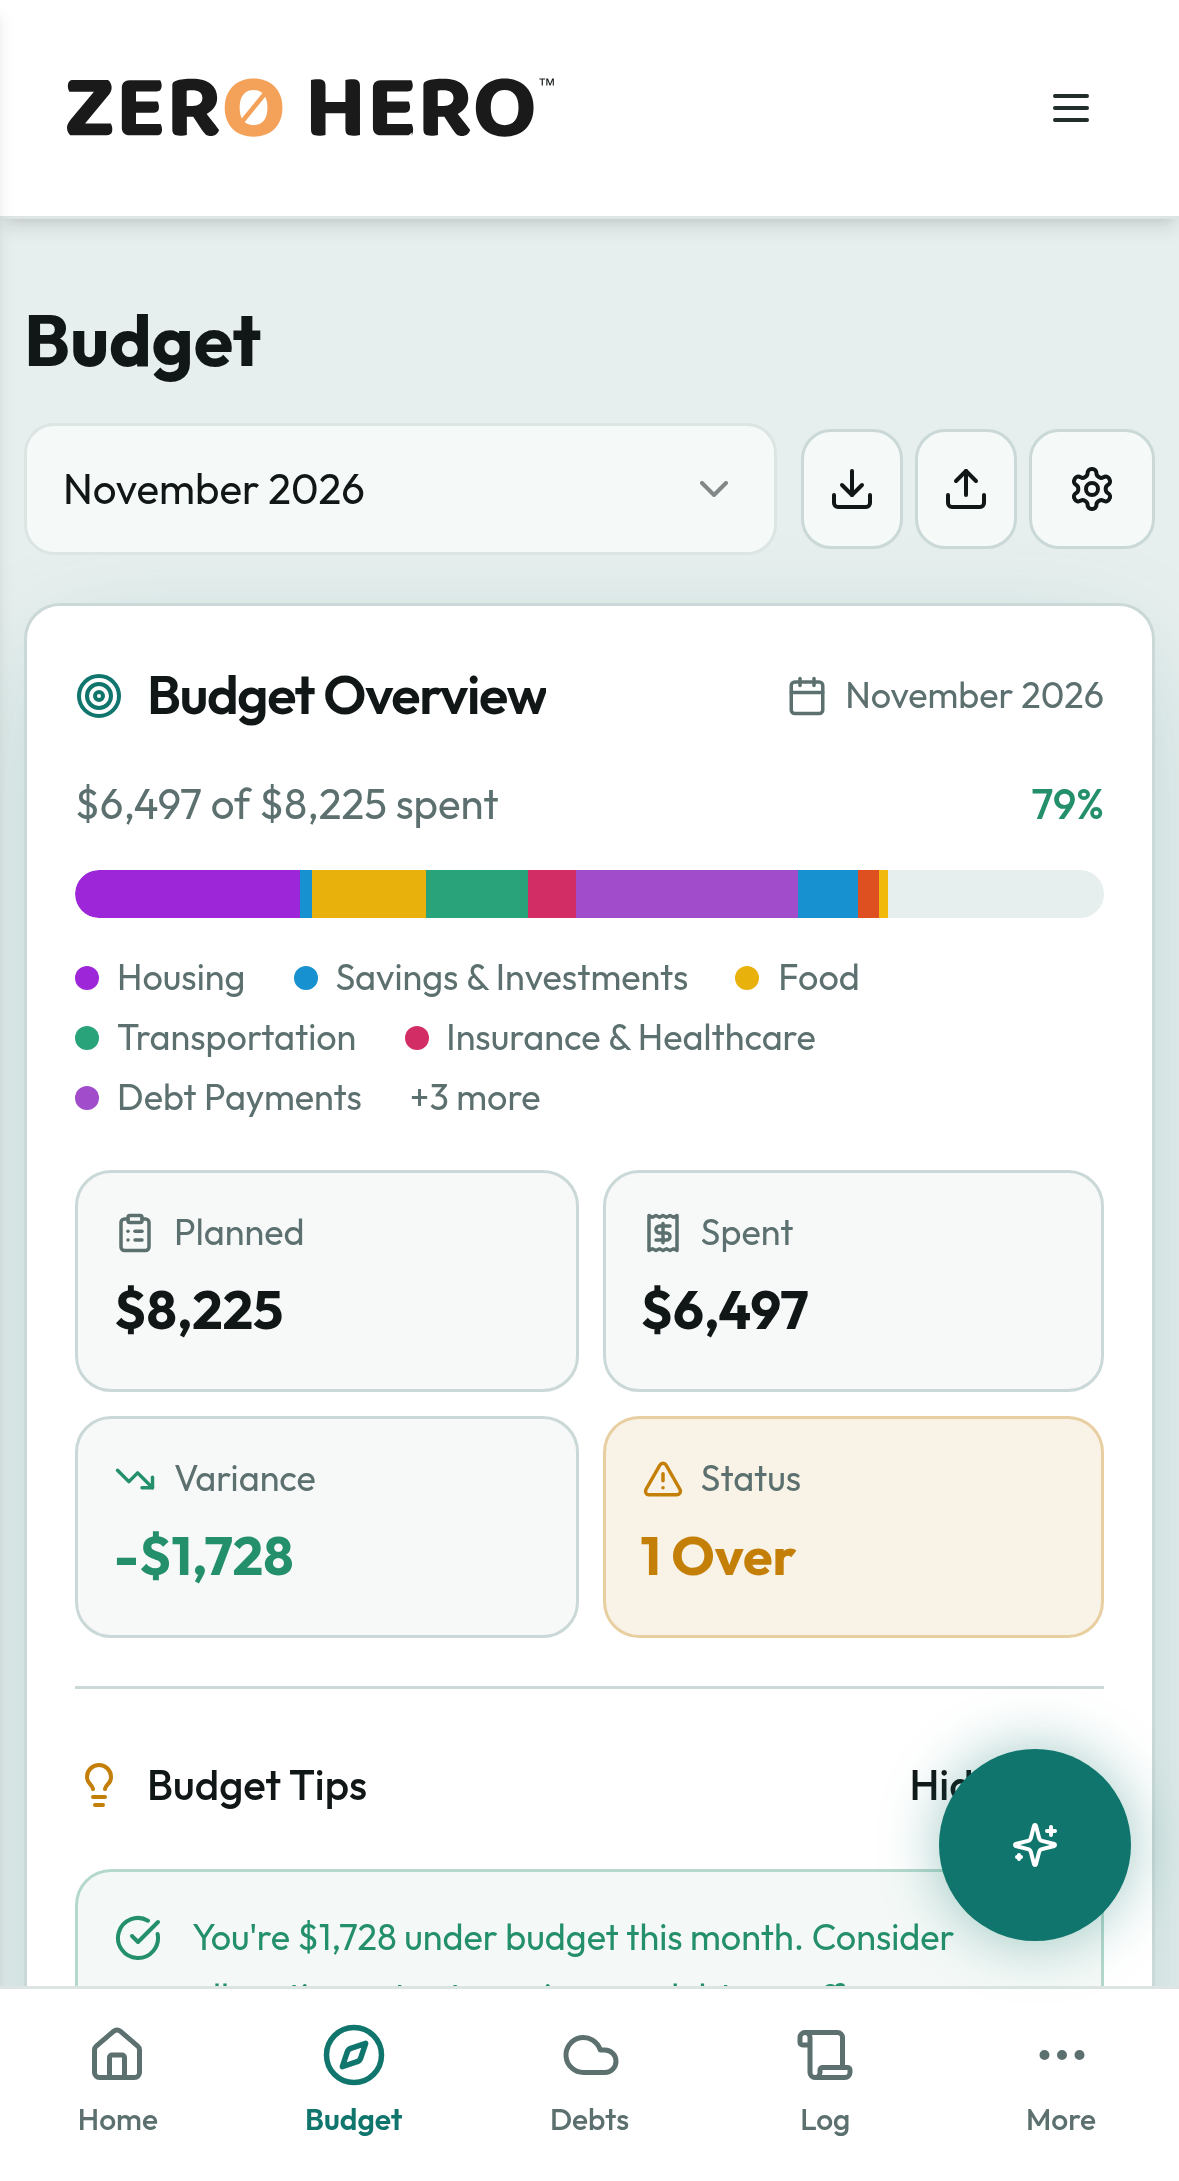 ZERO HERO™
Budget
November 2026
Budget Overview
November 2026
$6,497 of $8,225 spent
79%
Housing
Savings & Investments
Food
Transportation
Insurance & Healthcare
Debt Payments
+3 more
Planned
$8,225
Spent
$6,497
Variance
-$1,728
Status
1 Over
Budget Tips
You're $1,728 under budget this month. Consider
Home
Budget
Debts
Log
More